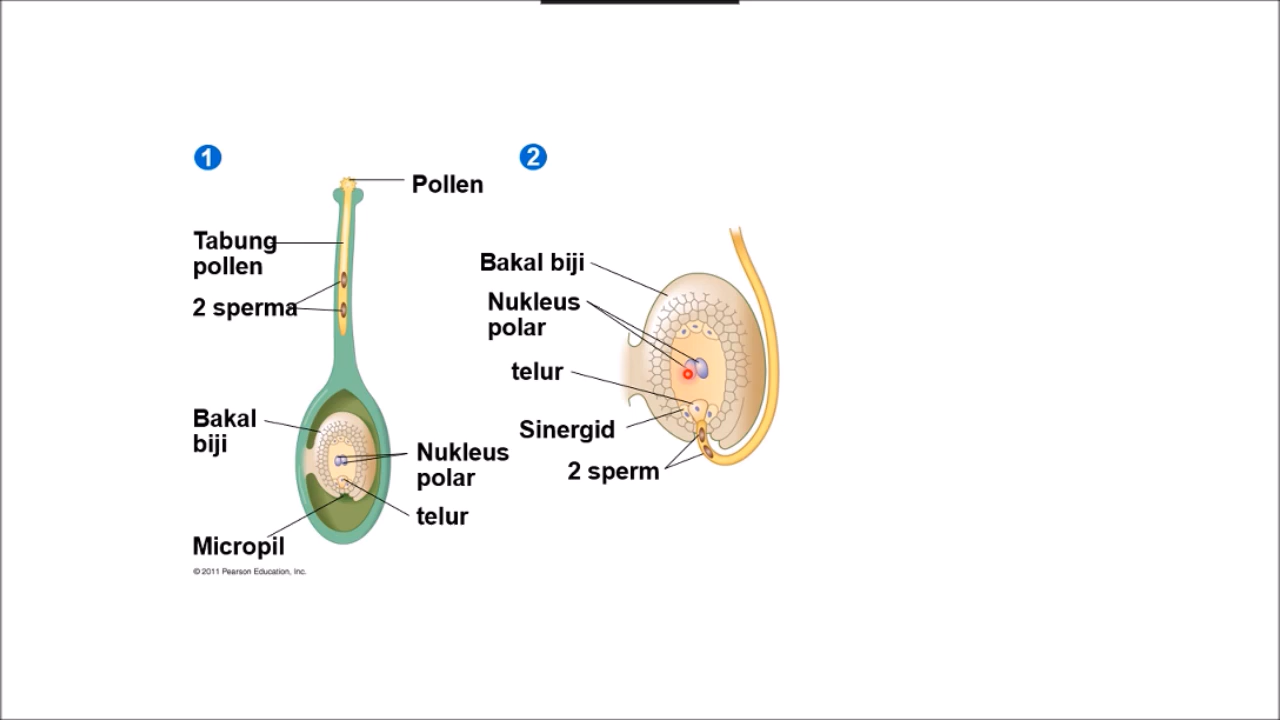 1
Pollen
Tabung
pollen
2 sperma
Bakal
biji
Nukleus
polar
telur
Micropil
© 2011 Pearson Education, Inc.
2
Bakal biji
Nukleus
polar
telur
Sinergid
2 sperm